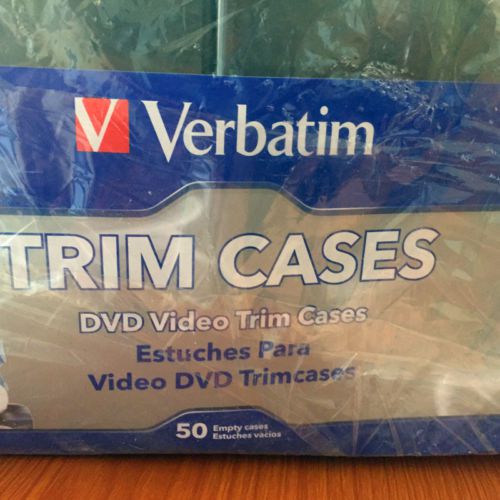 Verbatim
TRIM CASES
DVD Video Trim Cases
Estuches Para
Video DVD Trimcases
50 Empty cases
Estuches vacíos